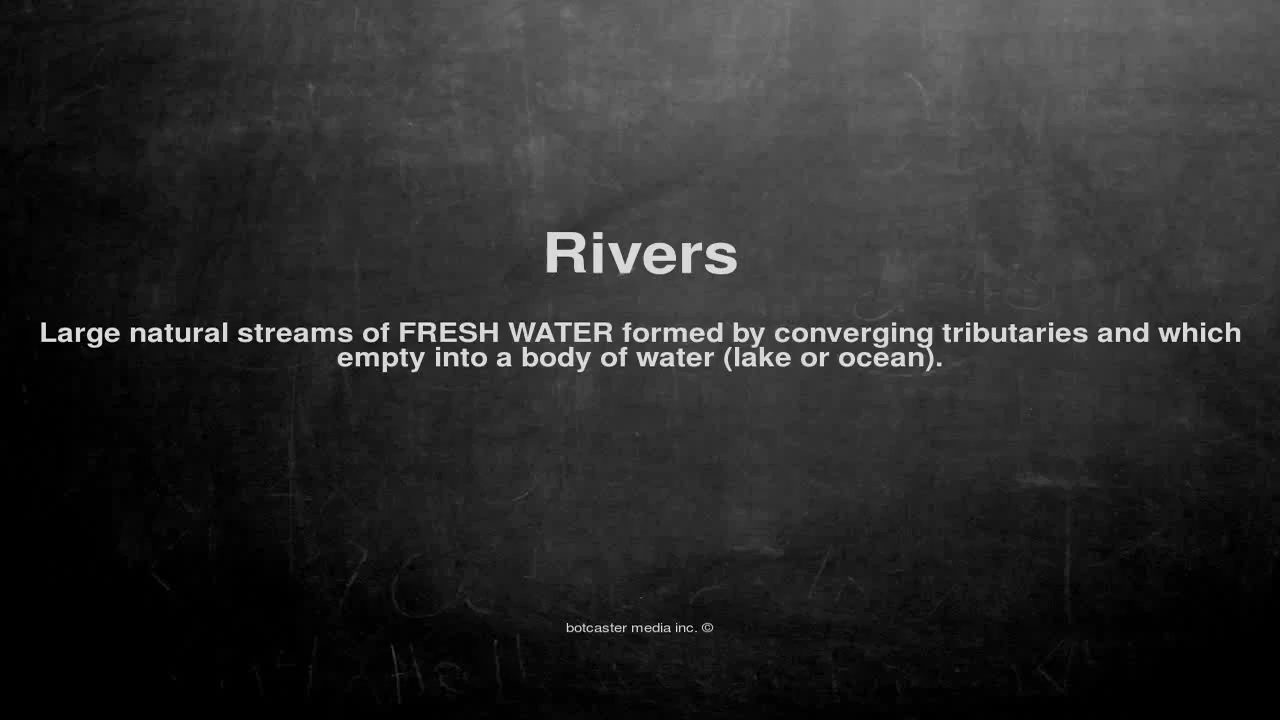 Rivers
Large natural streams of FRESH WATER formed by converging tributaries and which
empty into a body of water (lake or ocean).
botcaster media inc. ©